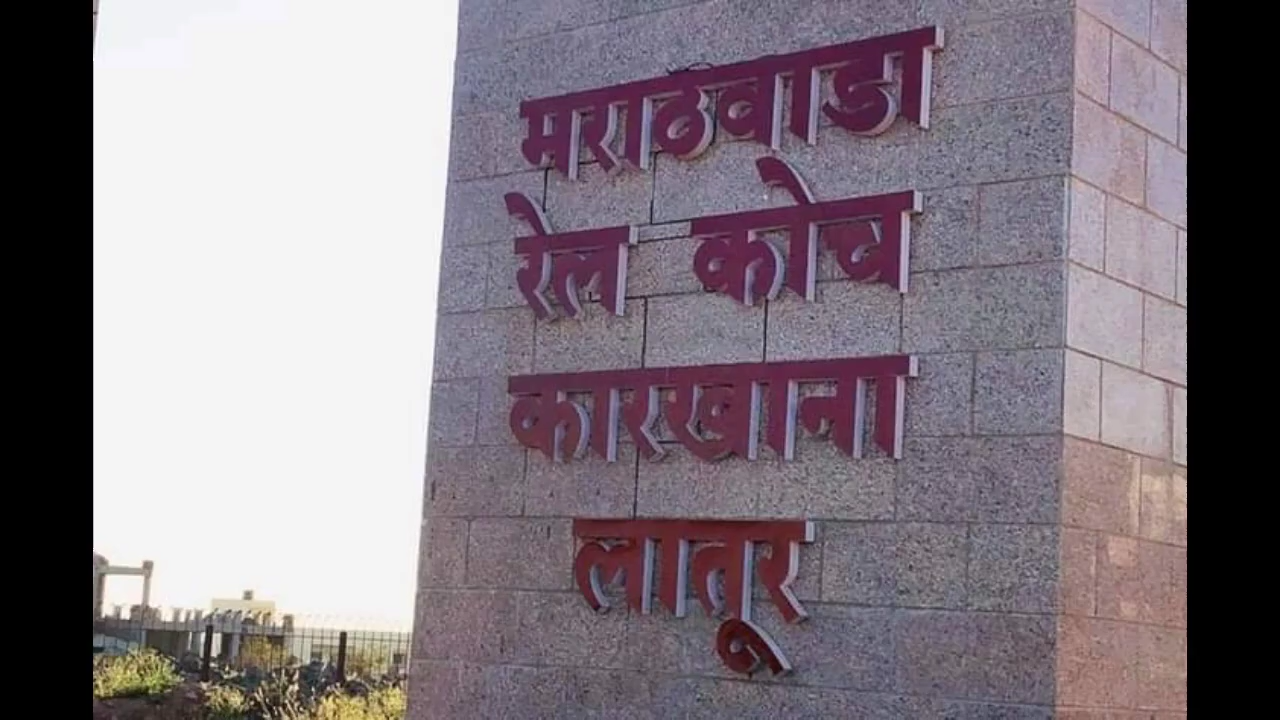 मराठवाडा
रेल कोच
कारखाना
लातूर